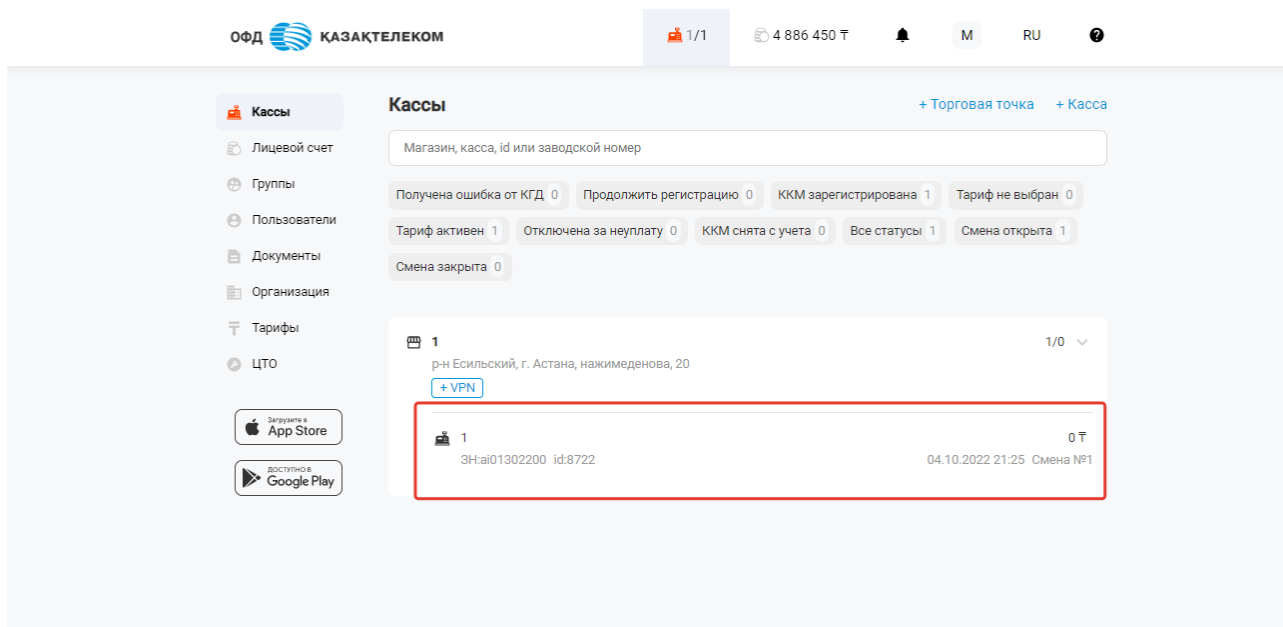 ОФД ҚАЗАҚТЕЛЕКОМ
1/1
4 886 450 ₸
M
RU
Кассы
Лицевой счет
Группы
Пользователи
Документы
Организация
Тарифы
ЦТО
Загрузите в
App Store
ДОСТУПНО В
Google Play
Кассы
+ Торговая точка + Касса
Магазин, касса, id или заводской номер
Получена ошибка от КГД 0 Продолжить регистрацию 0 ККМ зарегистрирована 1 Тариф не выбран 0
Тариф активен 1 Отключена за неуплату 0 ККМ снята с учета 0 Все статусы 1 Смена открыта 1
Смена закрыта 0
1 1/0
р-н Есильский, г. Астана, нажимеденова, 20
+ VPN
1 0 ₸
ЗН:ai01302200 id:8722 04.10.2022 21:25 Смена №1